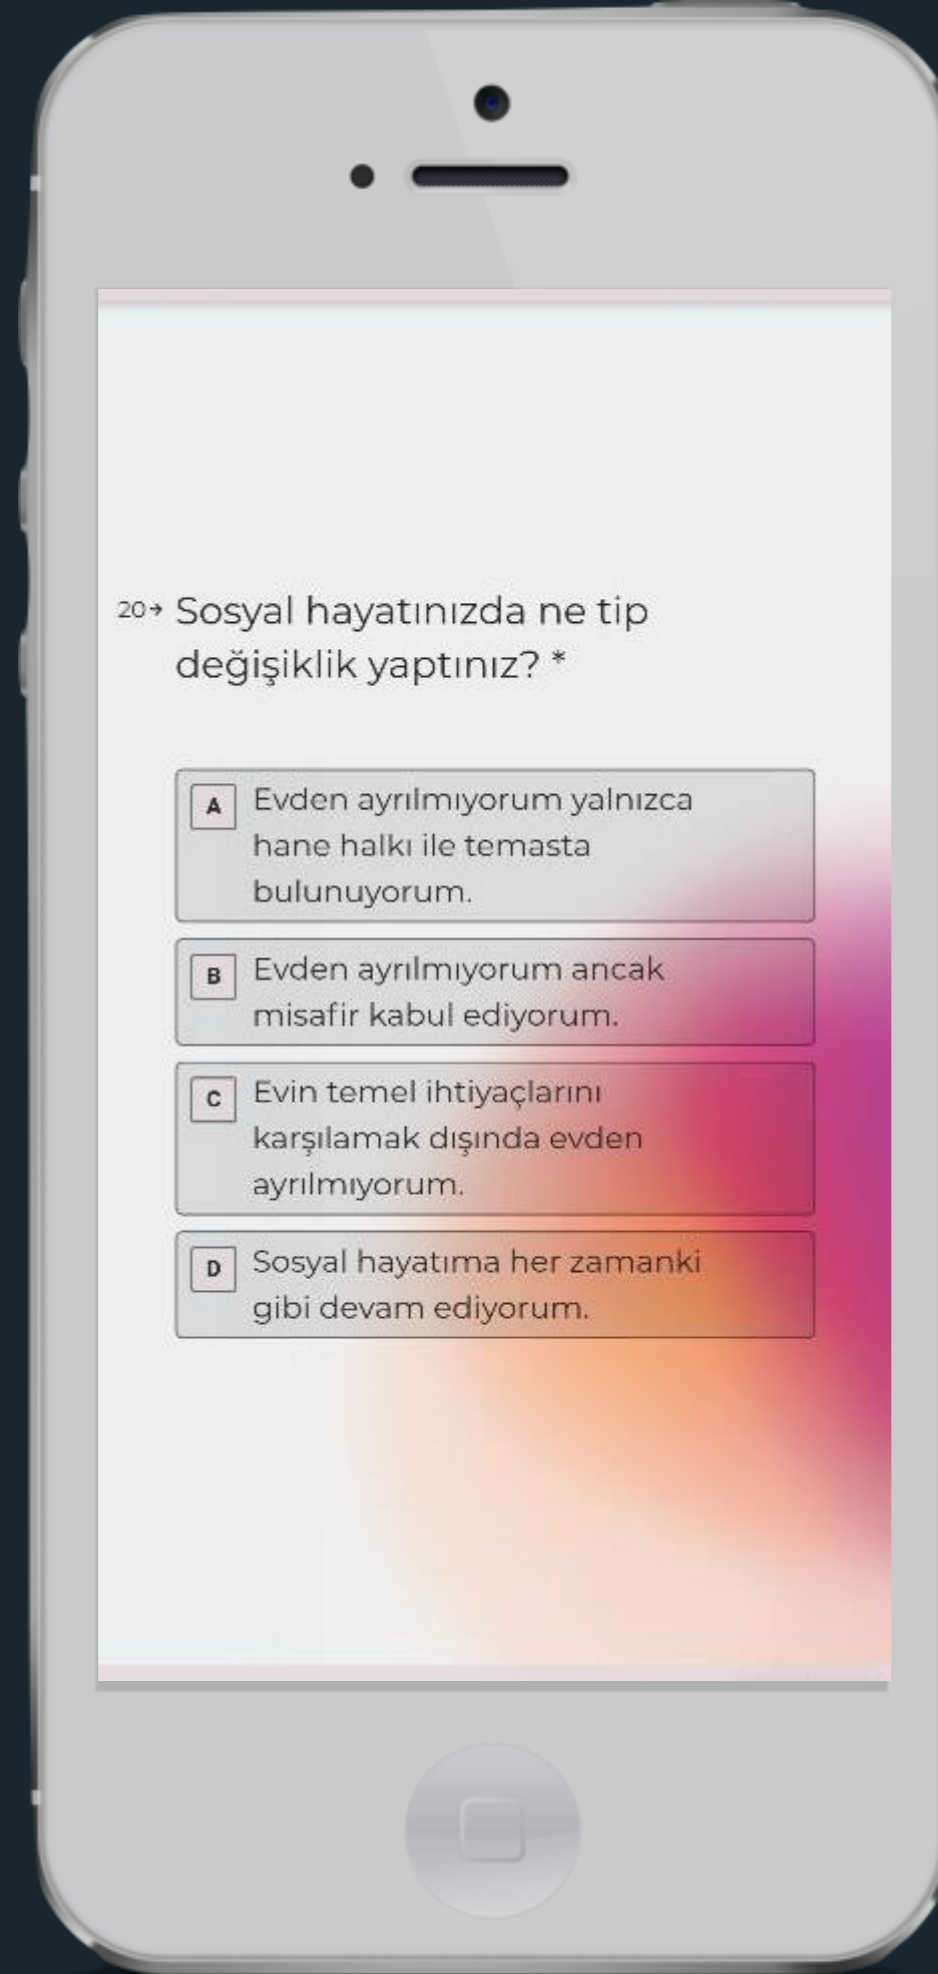 20→ Sosyal hayatınızda ne tip
değişiklik yaptınız? *
A Evden ayrılmıyorum yalnızca
hane halkı ile temasta
bulunuyorum.
B Evden ayrılmıyorum ancak
misafir kabul ediyorum.
C Evin temel ihtiyaçlarını
karşılamak dışında evden
ayrılmıyorum.
D Sosyal hayatıma her zamanki
gibi devam ediyorum.